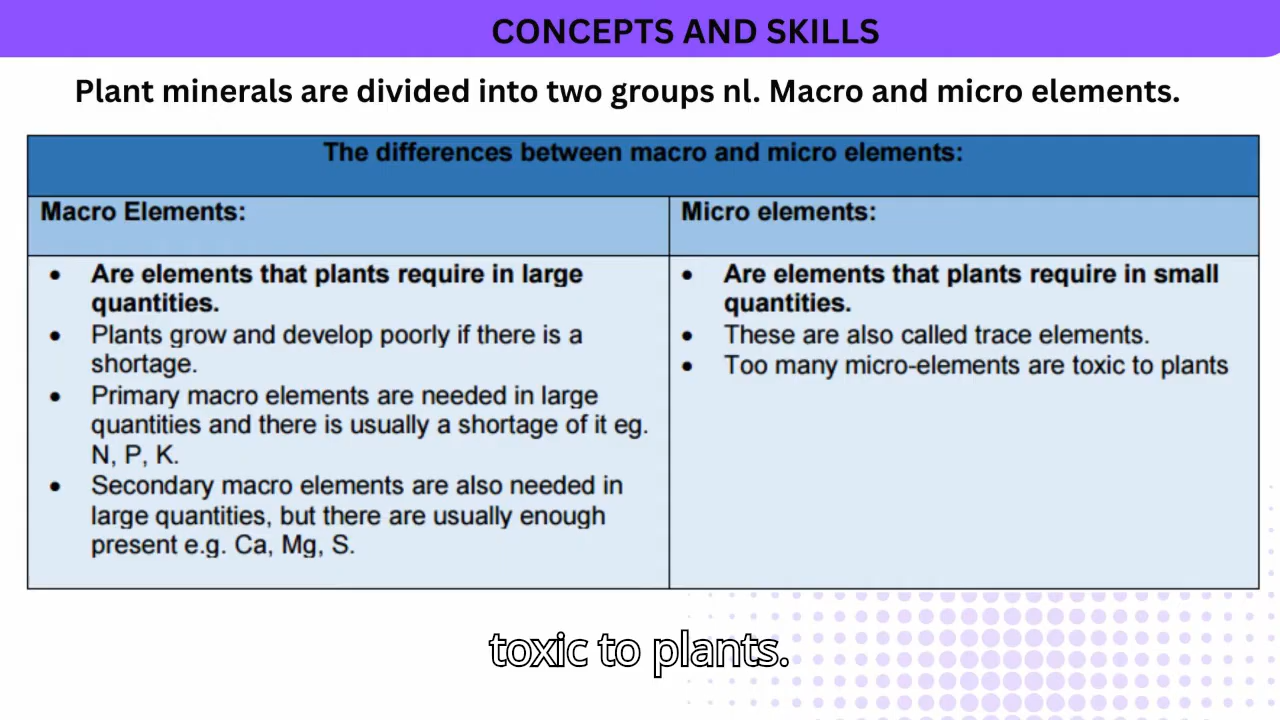 CONCEPTS AND SKILLS
Plant minerals are divided into two groups nl. Macro and micro elements.
The differences between macro and micro elements:
Macro Elements:
• Are elements that plants require in large
quantities.
• Plants grow and develop poorly if there is a
shortage.
• Primary macro elements are needed in large
quantities and there is usually a shortage of it eg.
N, P, K.
• Secondary macro elements are also needed in
large quantities, but there are usually enough
present e.g. Ca, Mg, S.
Micro elements:
• Are elements that plants require in small
quantities.
• These are also called trace elements.
• Too many micro-elements are toxic to plants
toxic to plants.